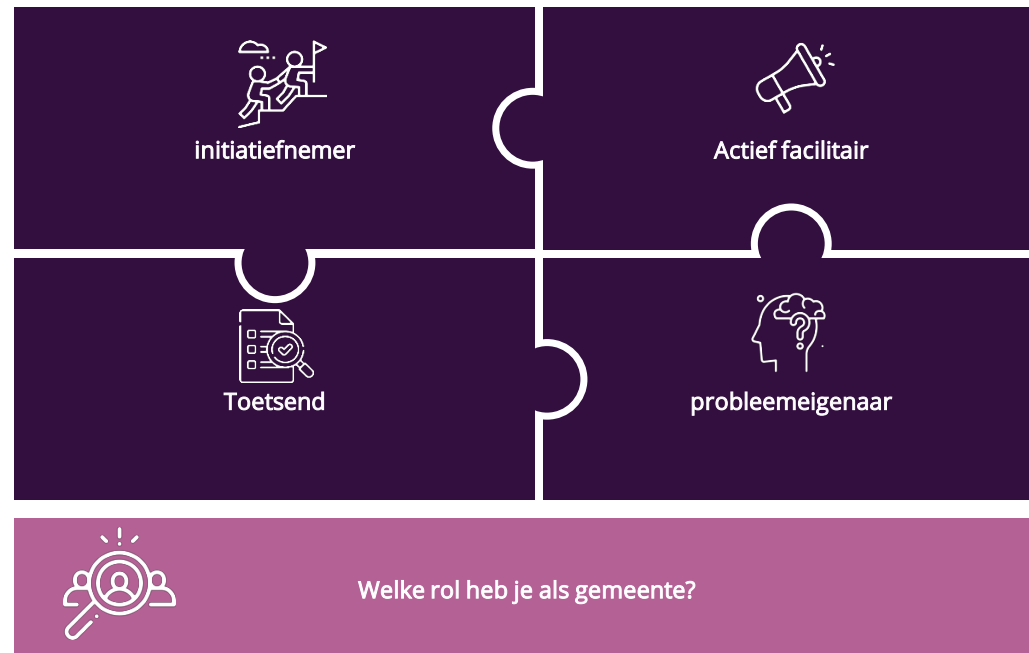 initiatiefnemer
Actief facilitair
Toetsend
probleemeigenaar
Welke rol heb je als gemeente?